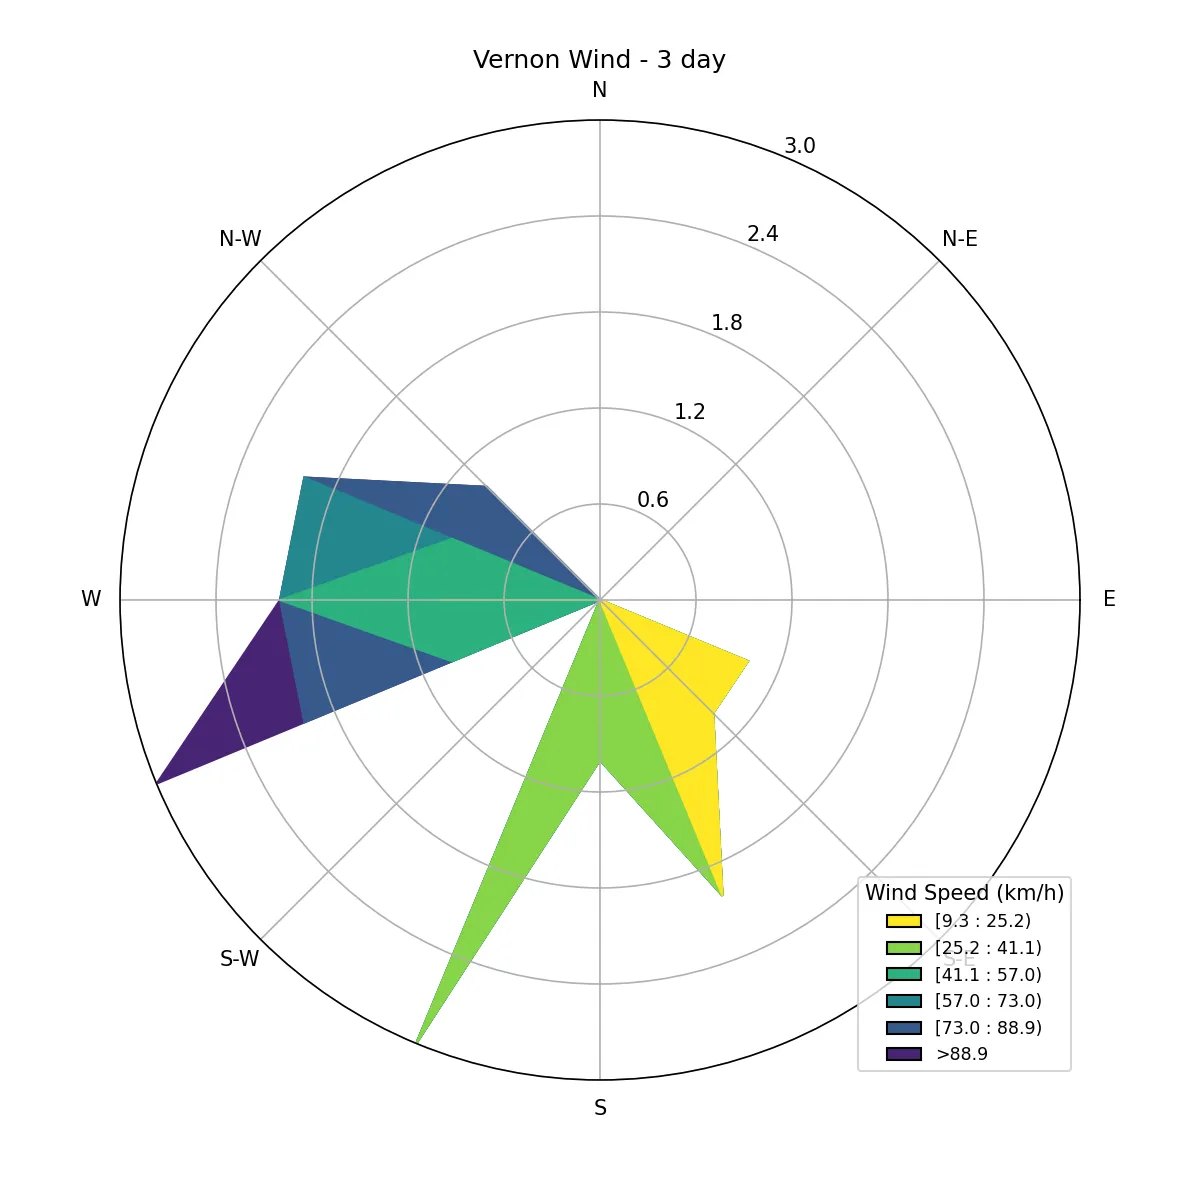 Vernon Wind - 3 day
N
3.0
N-W
2.4
N-E
1.8
1.2
0.6
W
E
S-W
S-E
S
Wind Speed (km/h)
[9.3 : 25.2)
[25.2 : 41.1)
[41.1 : 57.0)
[57.0 : 73.0)
[73.0 : 88.9)
>88.9